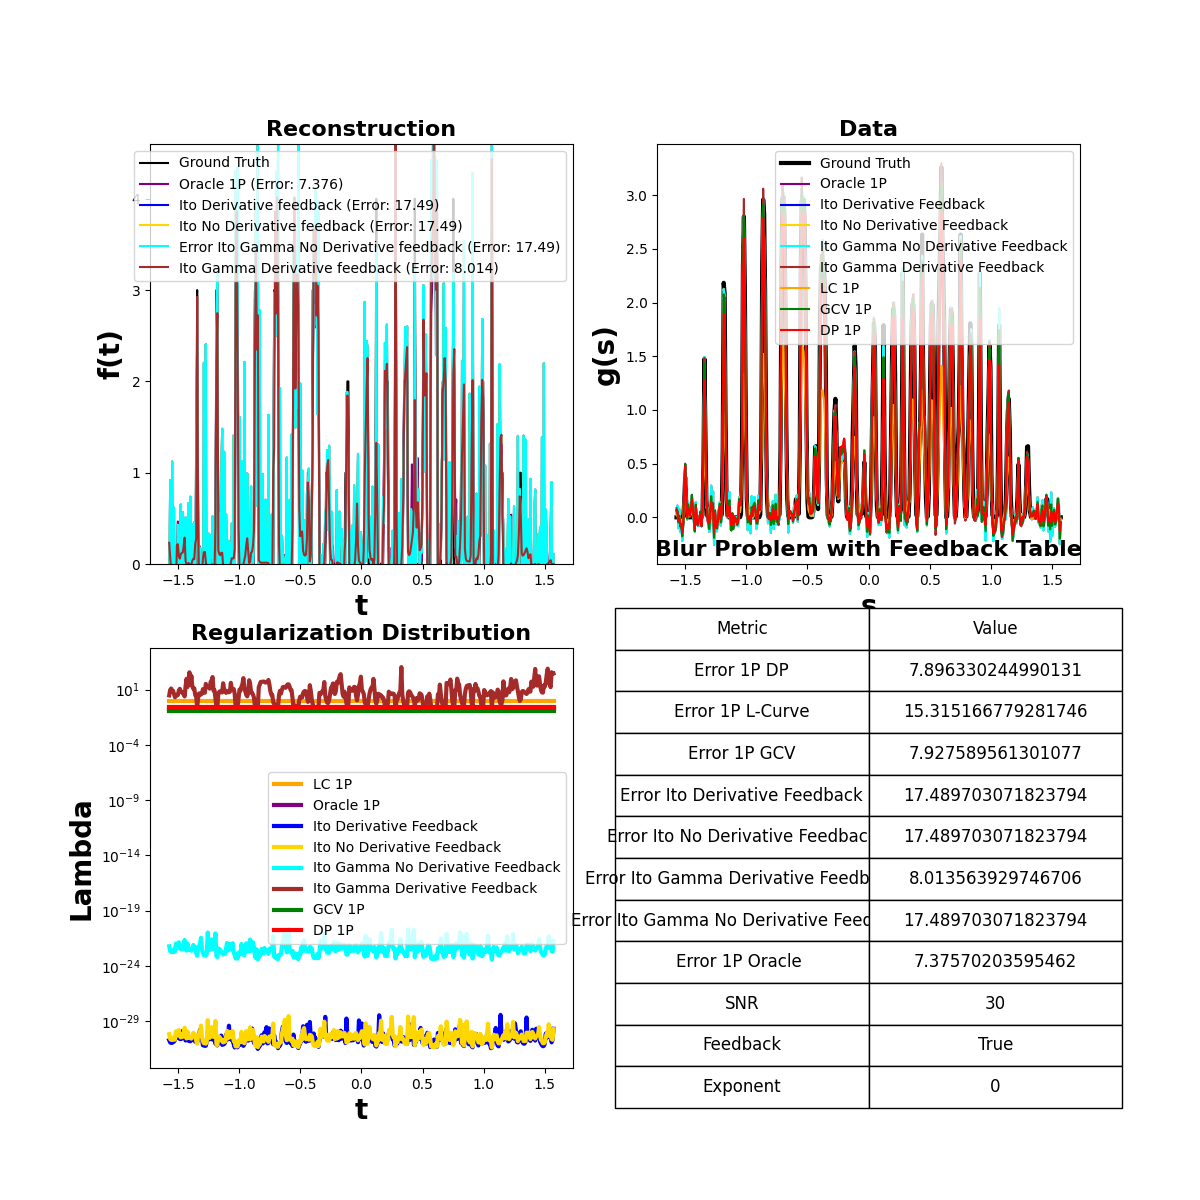 Reconstruction
Ground Truth
Oracle 1P (Error: 7.376)
Ito Derivative feedback (Error: 17.49)
Ito No Derivative feedback (Error: 17.49)
Error Ito Gamma No Derivative feedback (Error: 17.49)
Ito Gamma Derivative feedback (Error: 8.014)
f(t)
4
3
2
1
0
−1.5 −1.0 −0.5 0.0 0.5 1.0 1.5
t
Data
Ground Truth
Oracle 1P
Ito Derivative Feedback
Ito No Derivative Feedback
Ito Gamma No Derivative Feedback
Ito Gamma Derivative Feedback
LC 1P
GCV 1P
DP 1P
g(s)
3.0
2.5
2.0
1.5
1.0
0.5
0.0
−1.5 −1.0 −0.5 0.0 0.5 1.0 1.5
s
Regularization Distribution
Lambda
10^1
10^−4
10^−9
10^−14
10^−19
10^−24
10^−29
LC 1P
Oracle 1P
Ito Derivative Feedback
Ito No Derivative Feedback
Ito Gamma No Derivative Feedback
Ito Gamma Derivative Feedback
GCV 1P
DP 1P
−1.5 −1.0 −0.5 0.0 0.5 1.0 1.5
t
Blur Problem with Feedback Table
Metric Value
Error 1P DP 7.896330244990131
Error 1P L-Curve 15.315166779281746
Error 1P GCV 7.927589561301077
Error Ito Derivative Feedback 17.489703071823794
Error Ito No Derivative Feedbac 17.489703071823794
Error Ito Gamma Derivative Feedb 8.013563929746706
Error Ito Gamma No Derivative Feed 17.489703071823794
Error 1P Oracle 7.37570203595462
SNR 30
Feedback True
Exponent 0